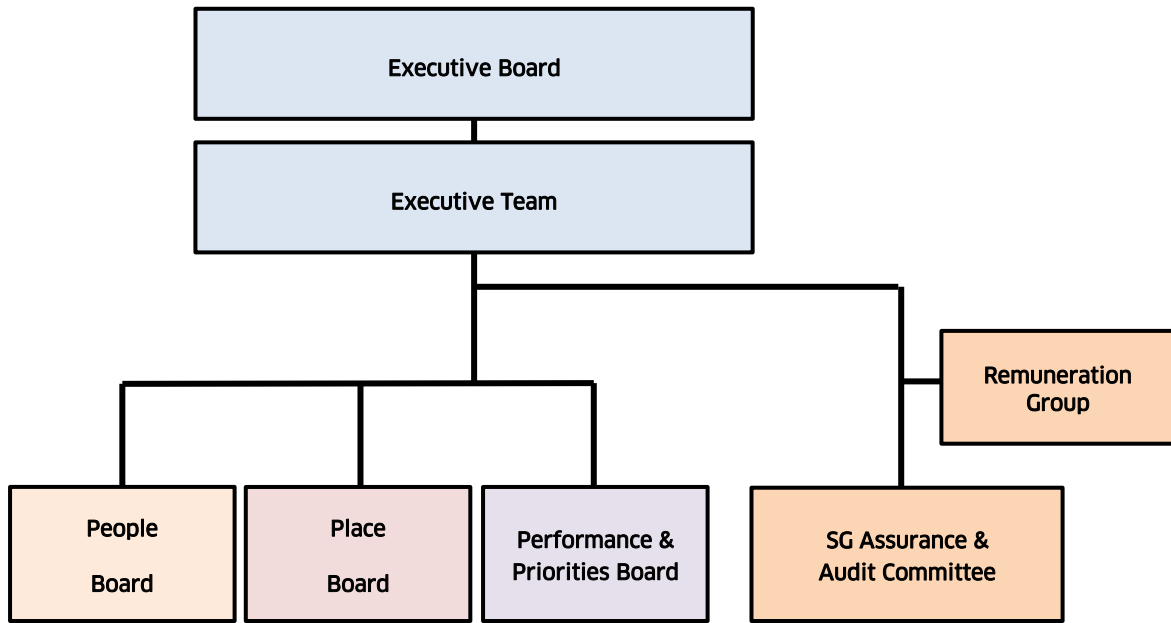 Executive Board
Executive Team
Remuneration
Group
People
Board
Place
Board
Performance &
Priorities Board
SG Assurance &
Audit Committee